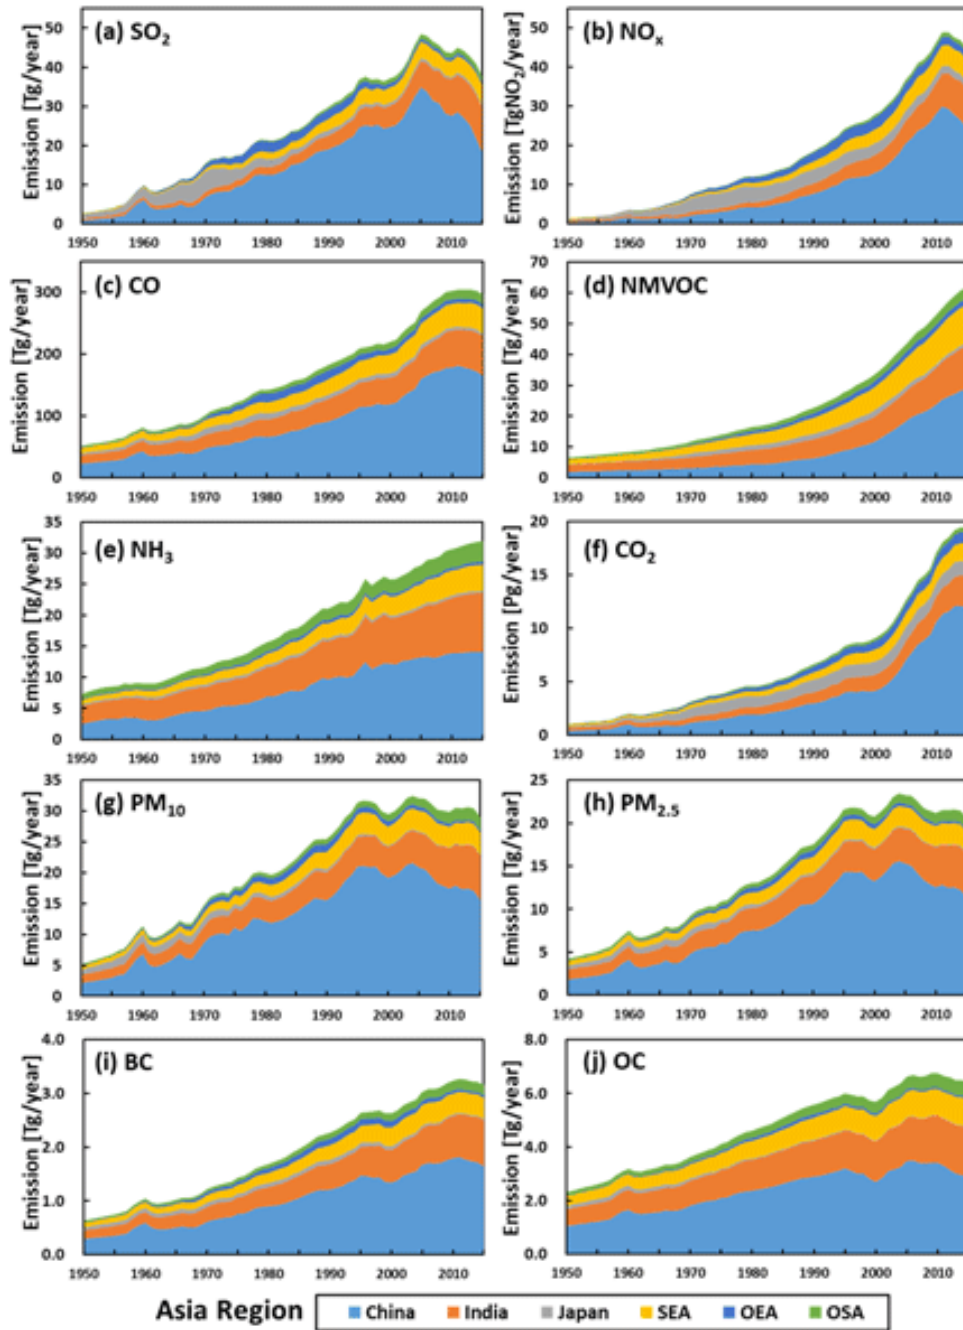 (a) SO2
Emission [Tg/year]
50
40
30
20
10
0
1950 1960 1970 1980 1990 2000 2010
(b) NOx
Emission [TgNO2/year]
50
40
30
20
10
0
1950 1960 1970 1980 1990 2000 2010
(c) CO
Emission [Tg/year]
300
200
100
0
1950 1960 1970 1980 1990 2000 2010
(d) NMVOC
Emission [Tg/year]
70
60
50
40
30
20
10
0
1950 1960 1970 1980 1990 2000 2010
(e) NH3
Emission [Tg/year]
35
30
25
20
15
10
5
0
1950 1960 1970 1980 1990 2000 2010
(f) CO2
Emission [Pg/year]
20
15
10
5
0
1950 1960 1970 1980 1990 2000 2010
(g) PM10
Emission [Tg/year]
35
30
25
20
15
10
5
0
1950 1960 1970 1980 1990 2000 2010
(h) PM2.5
Emission [Tg/year]
25
20
15
10
5
0
1950 1960 1970 1980 1990 2000 2010
(i) BC
Emission [Tg/year]
4.0
3.0
2.0
1.0
0.0
1950 1960 1970 1980 1990 2000 2010
(j) OC
Emission [Tg/year]
8.0
6.0
4.0
2.0
0.0
1950 1960 1970 1980 1990 2000 2010
Asia Region China India Japan SEA OEA OSA